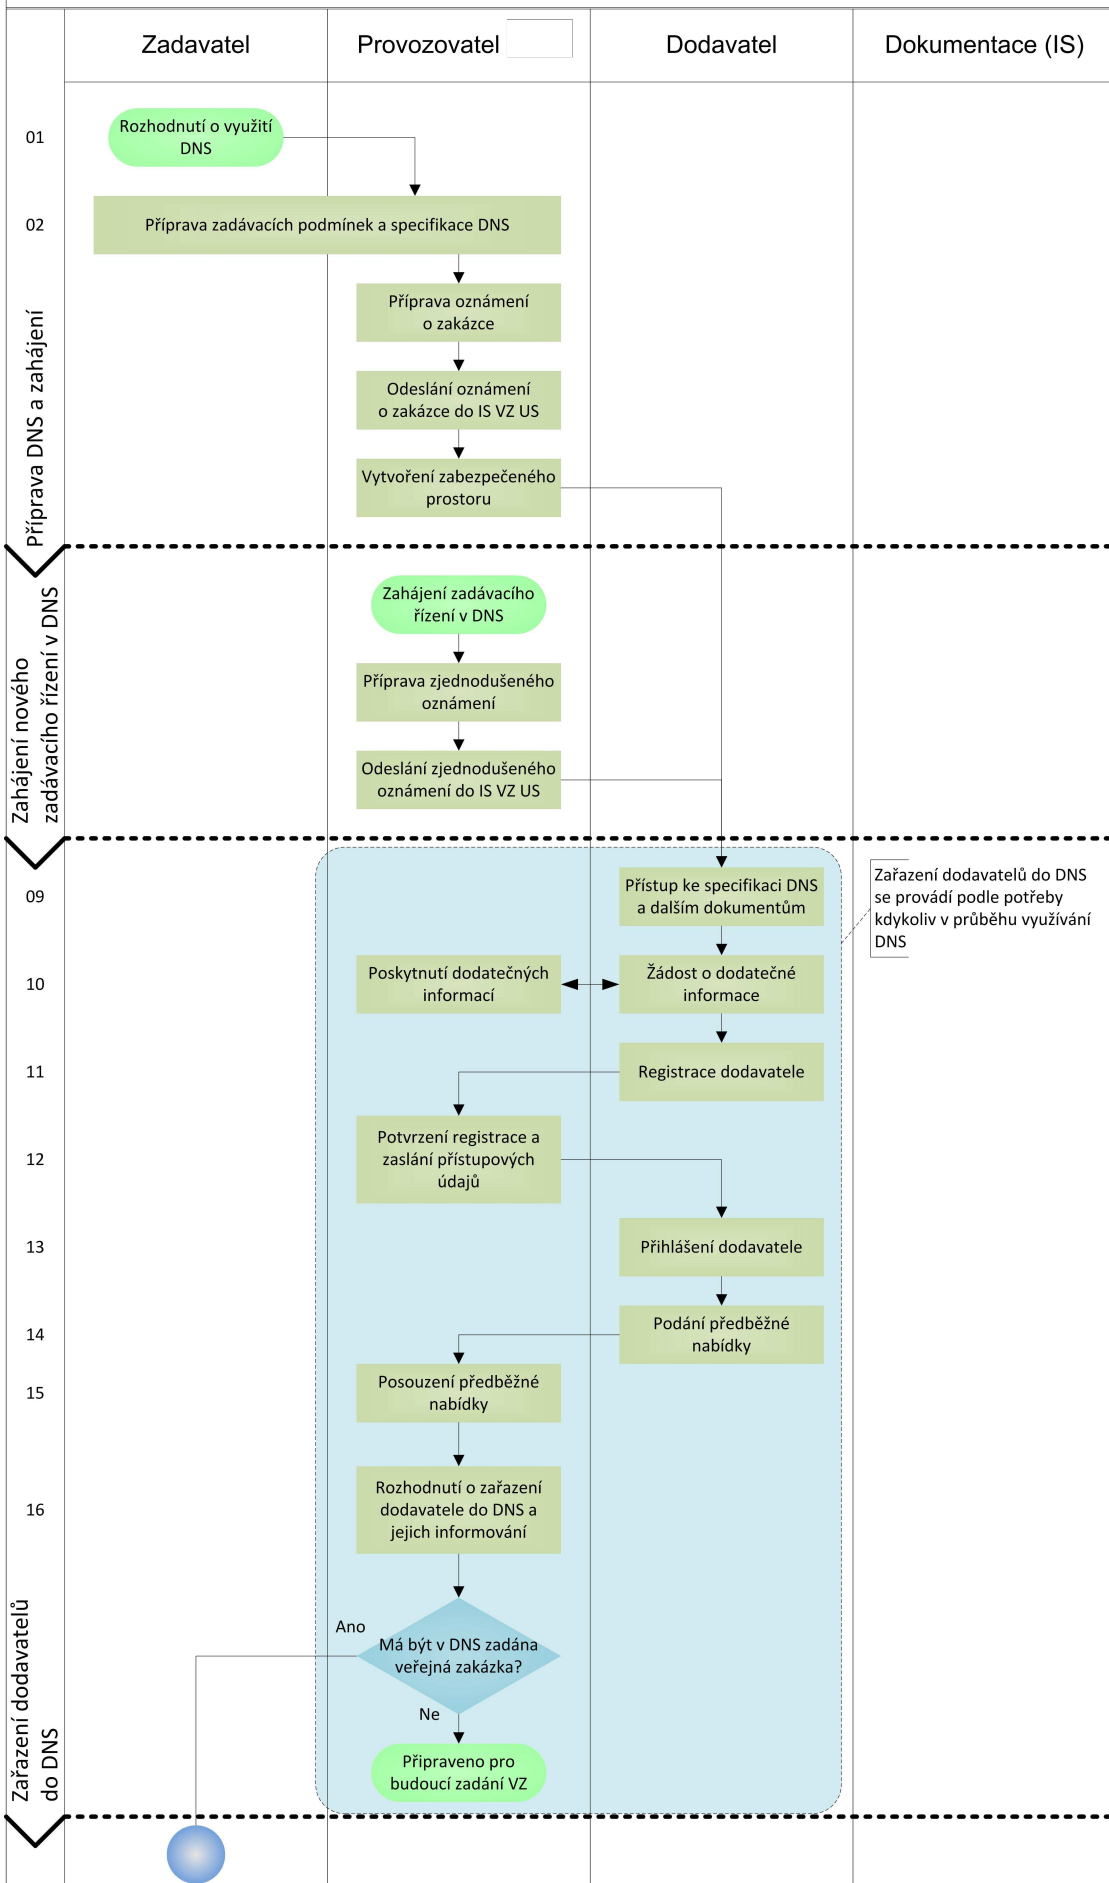 Zadavatel
Provozovatel
Dodavatel
Dokumentace (IS)
01
Rozhodnutí o využití
DNS
02
Příprava zadávacích podmínek a specifikace DNS
Příprava oznámení
o zakázce
Odeslání oznámení
o zakázce do IS VZ US
Vytvoření zabezpečeného
prostoru
Příprava DNS a zahájení
Zahájení zadávacího
řízení v DNS
Příprava zjednodušeného
oznámení
Odeslání zjednodušeného
oznámení do IS VZ US
Zahájení nového
zadávacího řízení v DNS
09
Přístup ke specifikaci DNS
a dalším dokumentům
Zařazení dodavatelů do DNS
se provádí podle potřeby
kdykoliv v průběhu využívání
DNS
10
Poskytnutí dodatečných
informací
Žádost o dodatečné
informace
11
Registrace dodavatele
12
Potvrzení registrace a
zaslání přístupových
údajů
13
Přihlášení dodavatele
14
Podání předběžné
nabídky
15
Posouzení předběžné
nabídky
16
Rozhodnutí o zařazení
dodavatele do DNS a
jejich informování
Ano
Má být v DNS zadána
veřejná zakázka?
Ne
Připraveno pro
budoucí zadání VZ
Zařazení dodavatelů
do DNS